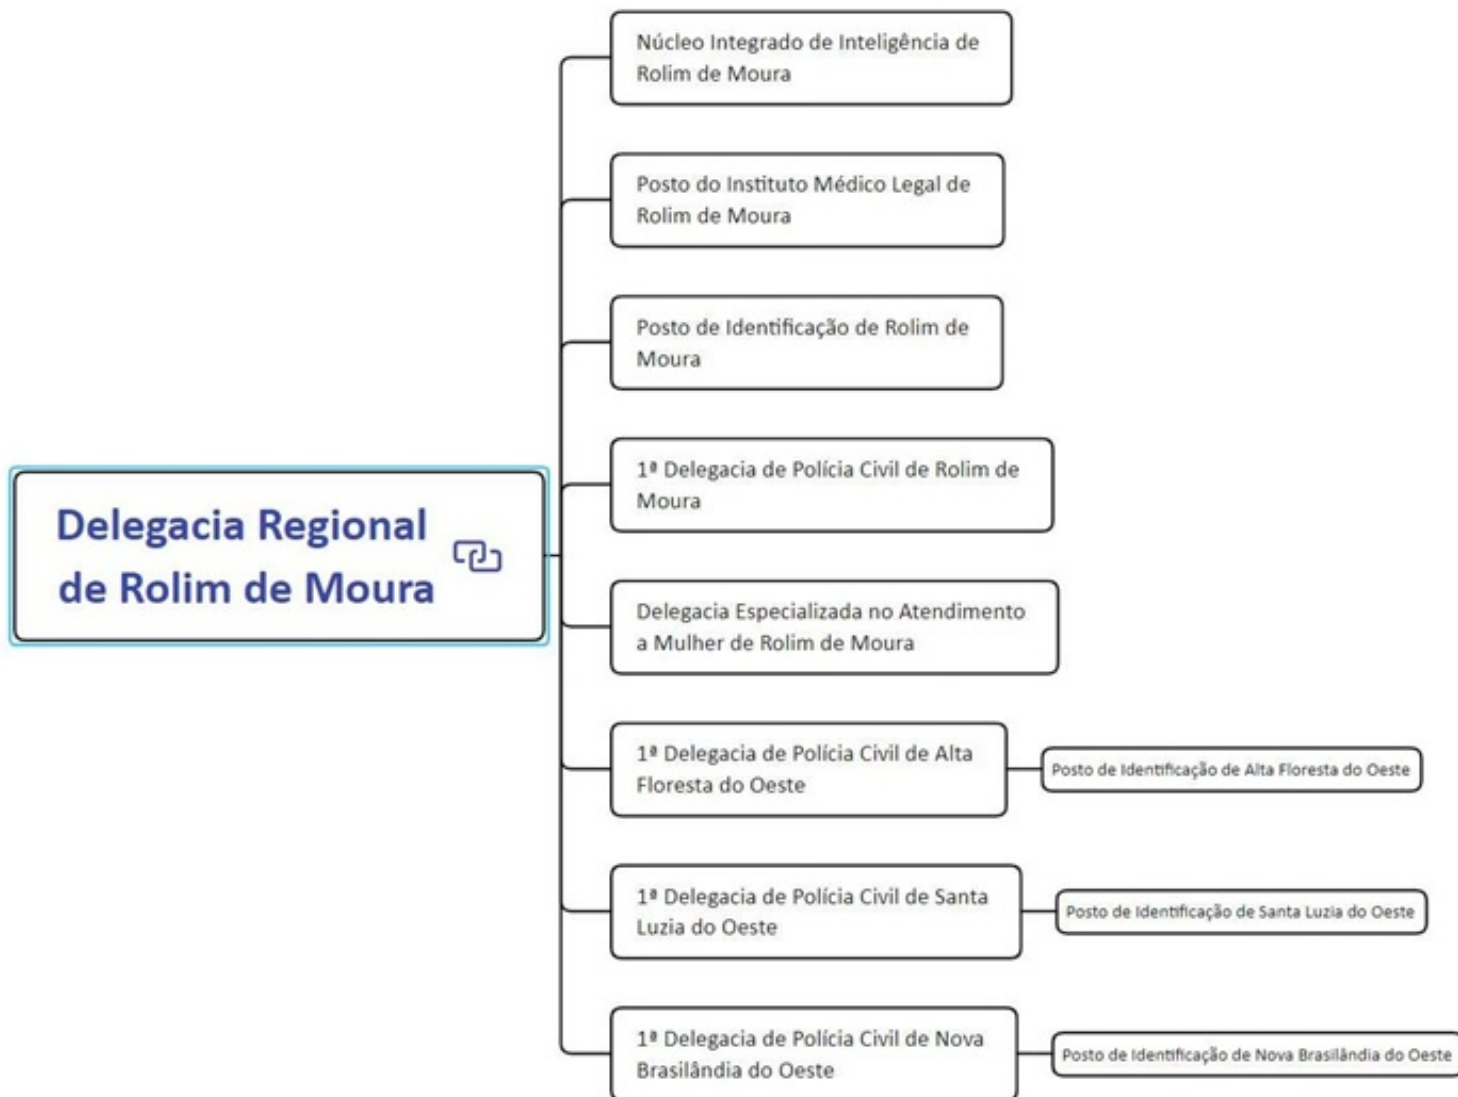 Núcleo Integrado de Inteligência de
Rolim de Moura
Posto do Instituto Médico Legal de
Rolim de Moura
Posto de Identificação de Rolim de
Moura
1ª Delegacia de Polícia Civil de Rolim de
Moura
Delegacia Regional
de Rolim de Moura
Delegacia Especializada no Atendimento
a Mulher de Rolim de Moura
1ª Delegacia de Polícia Civil de Alta
Floresta do Oeste
Posto de Identificação de Alta Floresta do Oeste
1ª Delegacia de Polícia Civil de Santa
Luzia do Oeste
Posto de Identificação de Santa Luzia do Oeste
1ª Delegacia de Polícia Civil de Nova
Brasilândia do Oeste
Posto de Identificação de Nova Brasilândia do Oeste